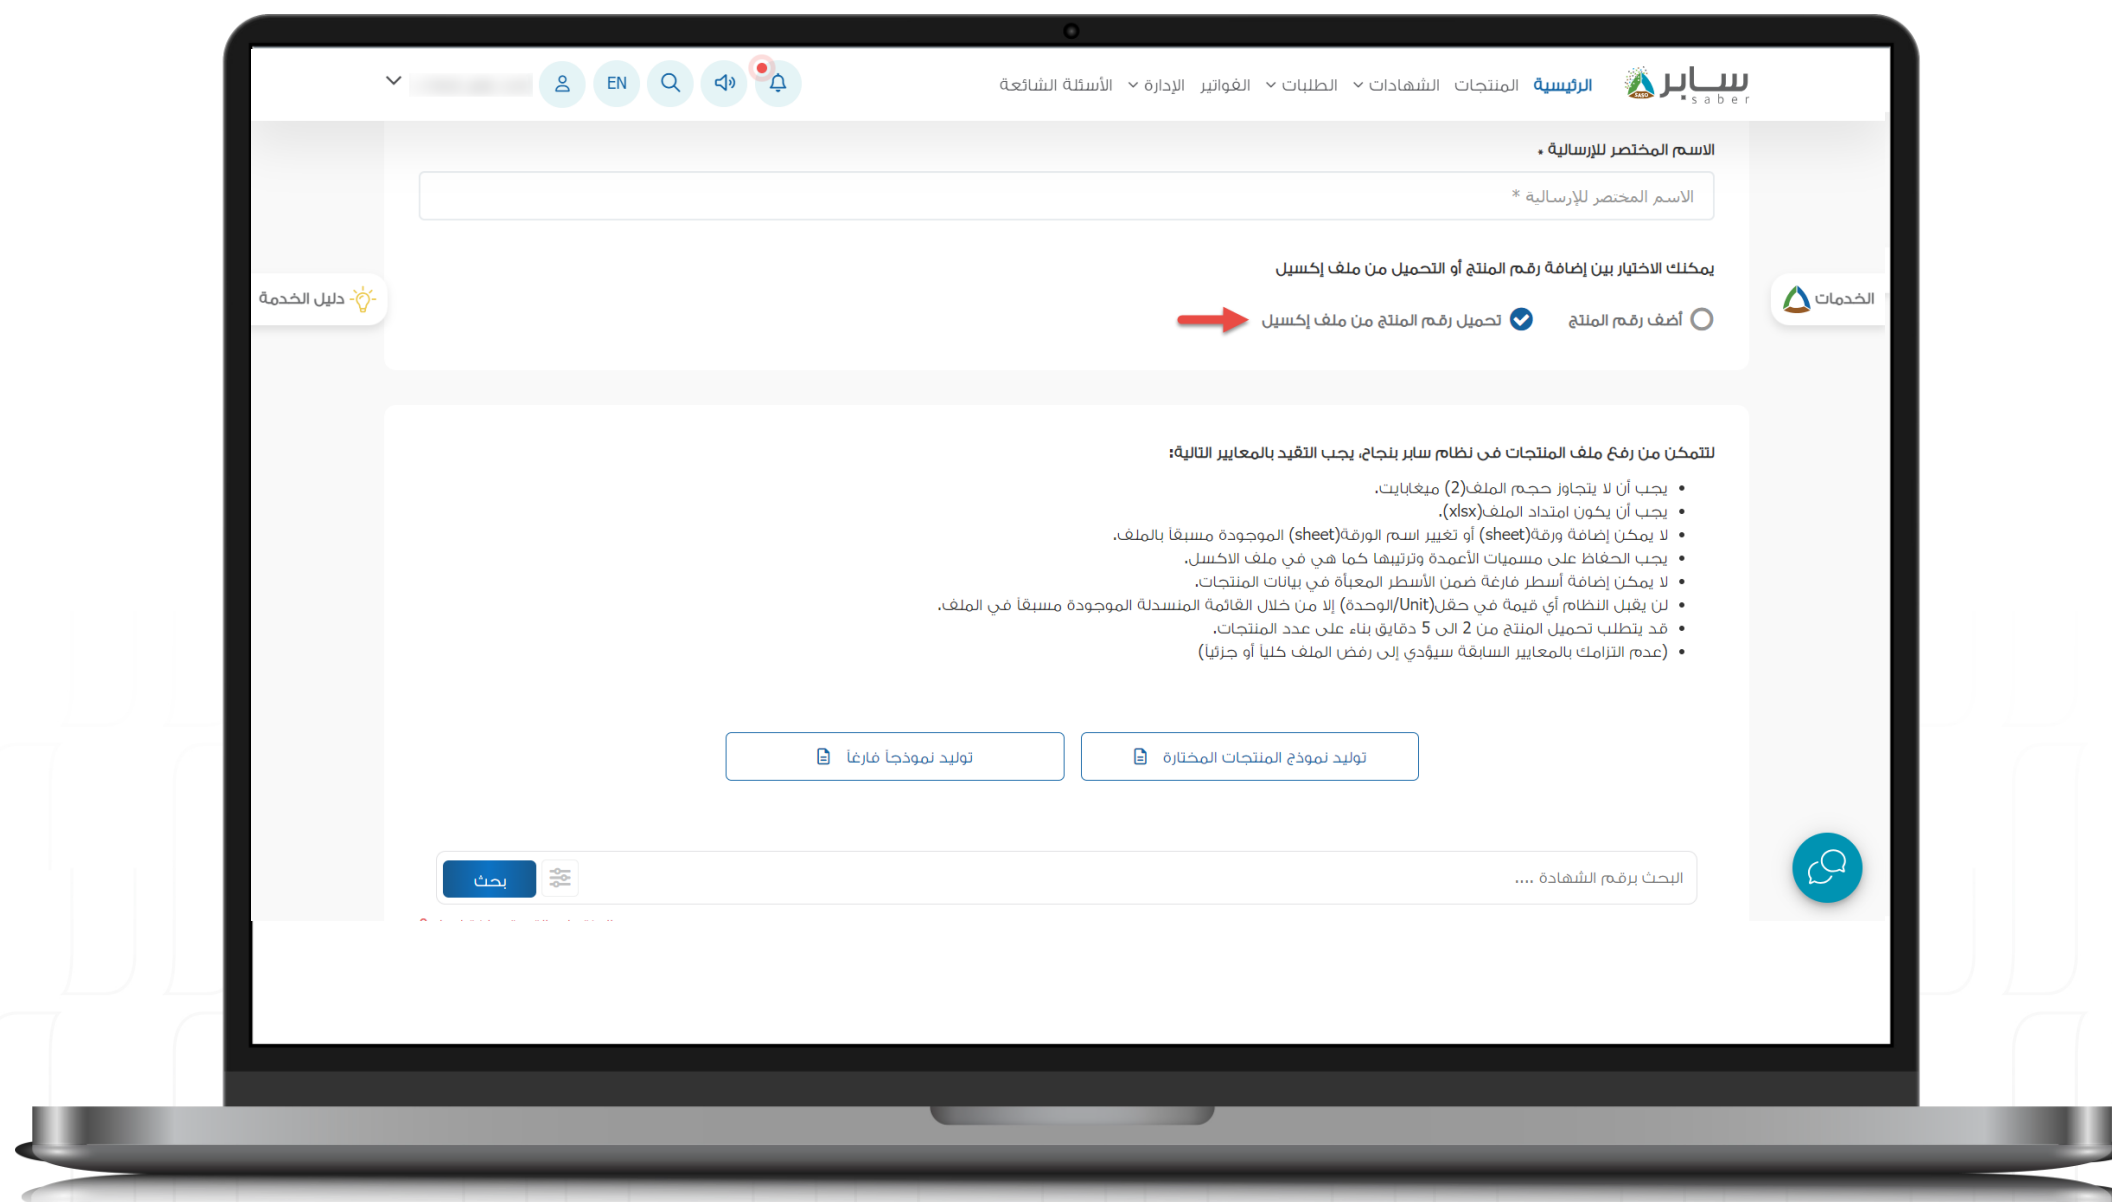 سابر
saber
SASO
الرئيسية المنتجات الشهادات الطلبات الفواتير الإدارة الأسئلة الشائعة
EN
الاسم المختصر للإرسالية *
الاسم المختصر للإرسالية *
يمكنك الاختيار بين إضافة رقم المنتج أو التحميل من ملف إكسيل
الخدمات
دليل الخدمة
أضف رقم المنتج تحميل رقم المنتج من ملف إكسيل
لتتمكن من رفع ملف المنتجات فى نظام سابر بنجاح، يجب التقيد بالمعايير التالية:
• يجب أن لا يتجاوز حجم الملف(2) ميغابايت.
• يجب أن يكون امتداد الملف(xlsx).
• لا يمكن إضافة ورقة(sheet) أو تغيير اسم الورقة(sheet) الموجودة مسبقاً بالملف.
• يجب الحفاظ على مسميات الأعمدة وترتيبها كما هي في ملف الاكسل.
• لا يمكن إضافة أسطر فارغة ضمن الأسطر المعبأة في بيانات المنتجات.
• لن يقبل النظام أي قيمة في حقل(Unit/الوحدة) إلا من خلال القائمة المنسدلة الموجودة مسبقاً في الملف.
• قد يتطلب تحميل المنتج من 2 الى 5 دقايق بناء على عدد المنتجات.
• (عدم التزامك بالمعايير السابقة سيؤدي إلى رفض الملف كلياً أو جزئياً)
توليد نموذج المنتجات المختارة
توليد نموذجاً فارغاً
البحث برقم الشهادة ....
بحث